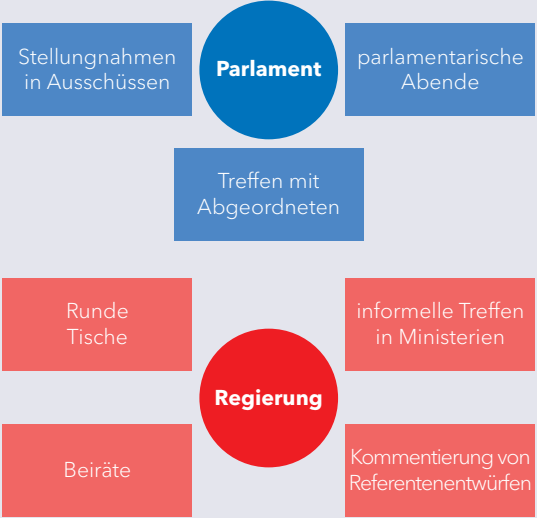 Stellungnahmen
in Ausschüssen
Parlament
parlamentarische
Abende
Treffen mit
Abgeordneten
Runde
Tische
informelle Treffen
in Ministerien
Regierung
Beiräte
Kommentierung von
Referentenentwürfen